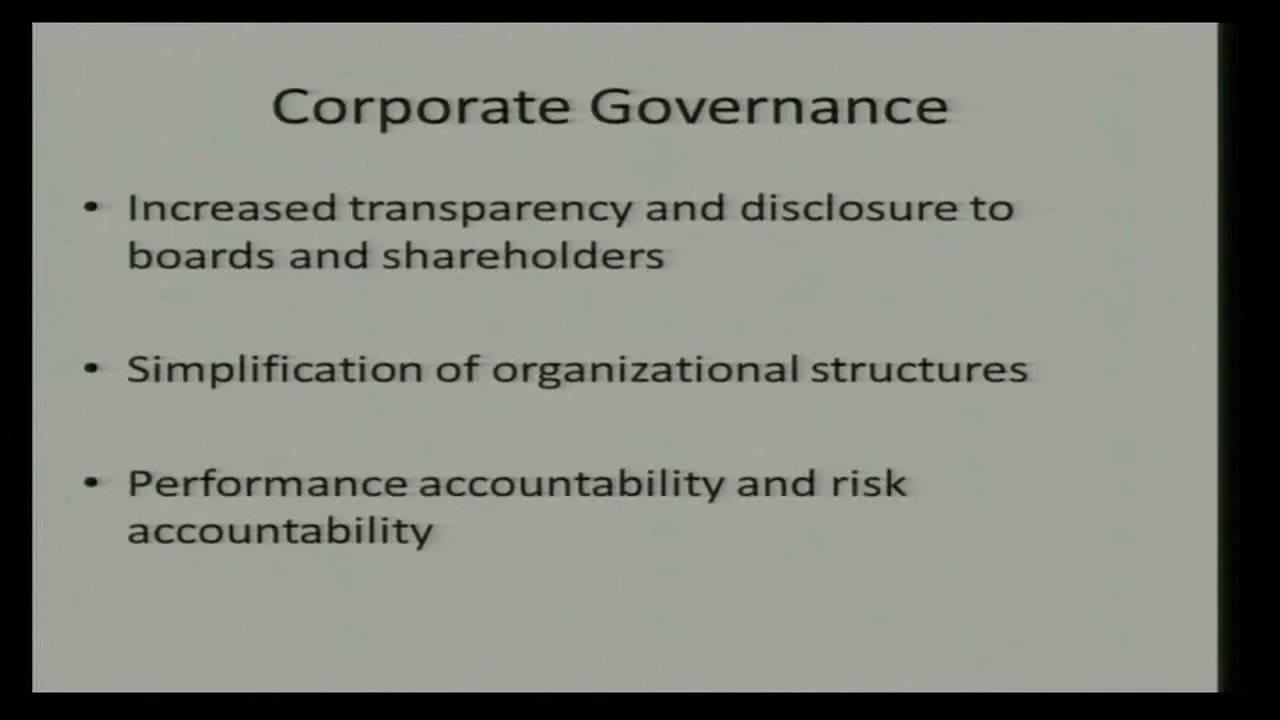 Corporate Governance
• Increased transparency and disclosure to
boards and shareholders
• Simplification of organizational structures
• Performance accountability and risk
accountability